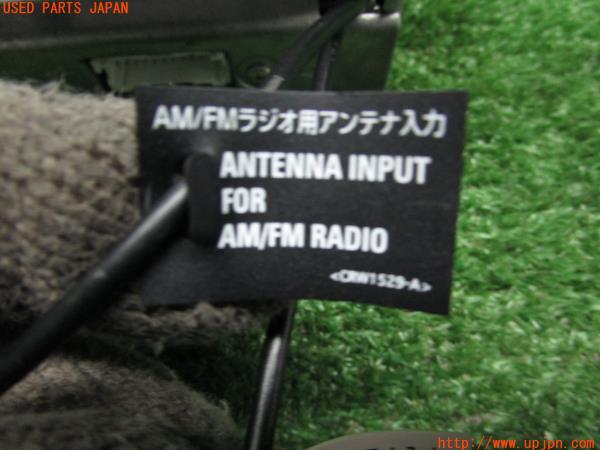 USED PARTS JAPAN
AM/FMラジオ用アンテナ入力
ANTENNA INPUT
FOR
AM/FM RADIO
<CRW1529-A>
http://www.upjpn.com/